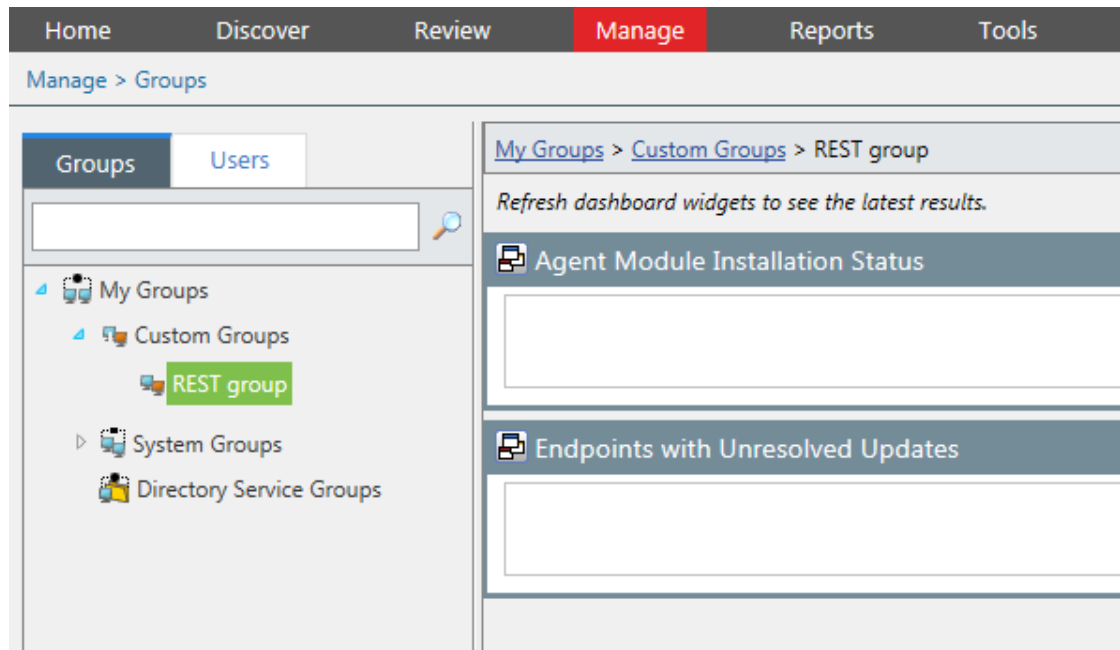 Home Discover Review Manage Reports Tools
Manage > Groups
Groups Users
My Groups
Custom Groups
REST group
System Groups
Directory Service Groups
My Groups > Custom Groups > REST group
Refresh dashboard widgets to see the latest results.
Agent Module Installation Status
Endpoints with Unresolved Updates